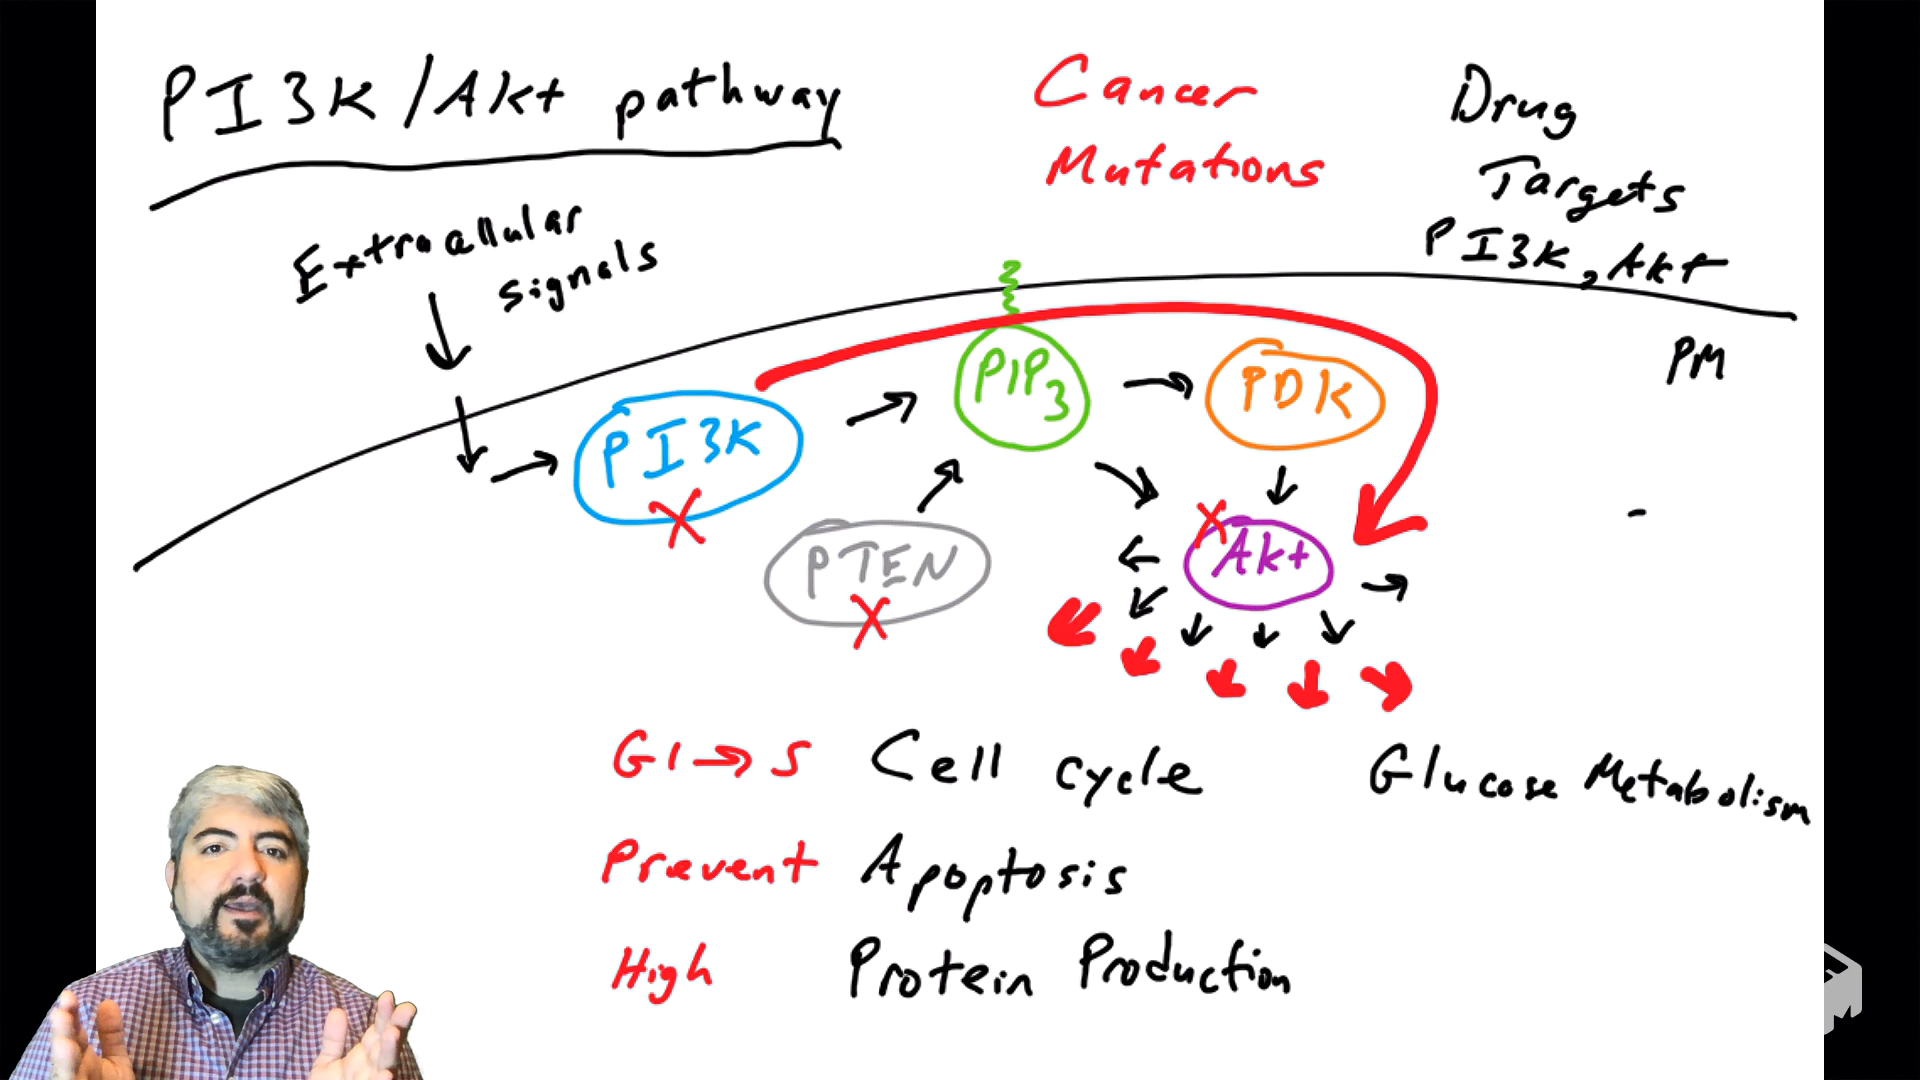 PI3K/Akt pathway
Cancer
Mutations
Drug
Targets
PI3K, Akt
Extracellular
signals
PM
PIP3
PDK
PI3K
X
PTEN
X
X
Akt
G1 → S Cell cycle
Glucose Metabolism
Prevent Apoptosis
High Protein Production